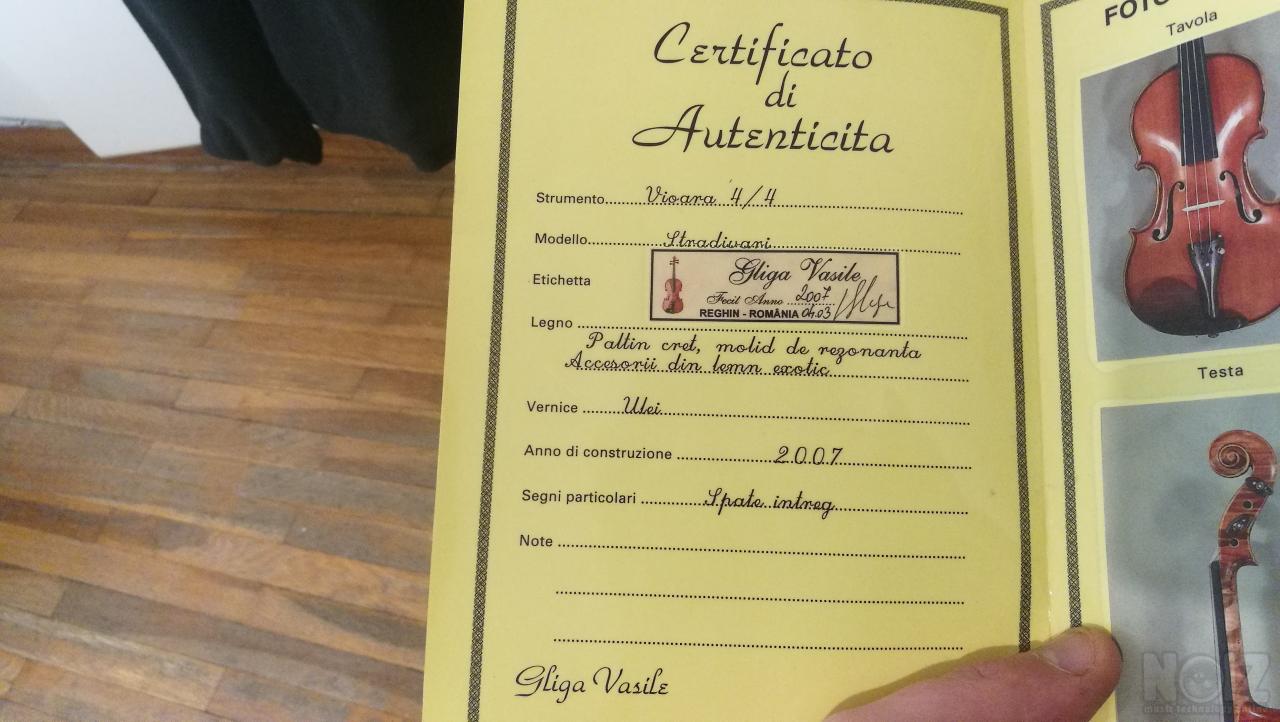 Certificato
di
Autenticita
Strumento Vioara 4/4
Modello Stradivari
Etichetta
Gliga Vasile
Fecit Anno 2007
REGHIN - ROMÂNIA 04.03
Legno
Paltin cret, molid de rezonanta
Accesorii din lemn exotic
Vernice Ulei
Anno di construzione 2007
Segni particolari Spate intreg
Note
Gliga Vasile
FOTO
Tavola
Testa
NOIZ